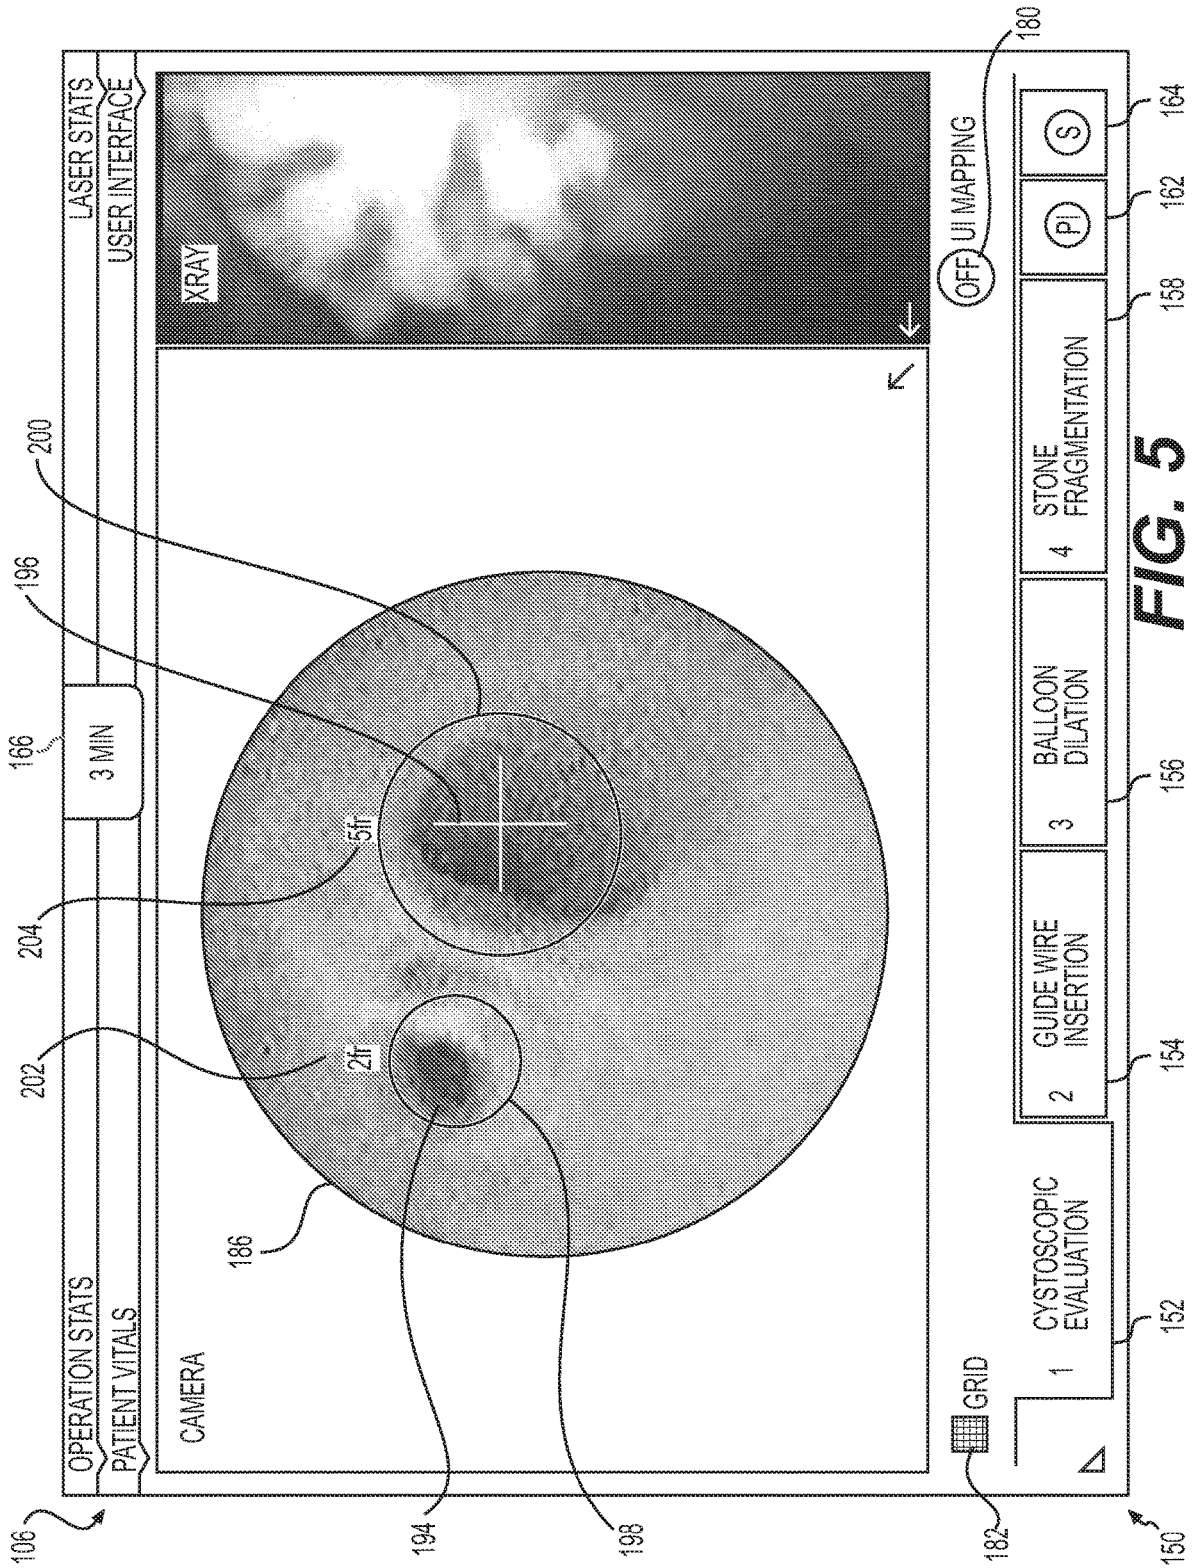 106
166
196
200
OPERATION STATS
LASER STATS
PATIENT VITALS
3 MIN
USER INTERFACE
202
204
CAMERA
XRAY
186
2fr
5fr
194
198
182
GRID
OFF
UI MAPPING
180
1
CYSTOSCOPIC
EVALUATION
2
GUIDE WIRE
INSERTION
3
BALLOON
DILATION
4
STONE
FRAGMENTATION
PI
S
150
152
154
156
158
162
164
FIG. 5